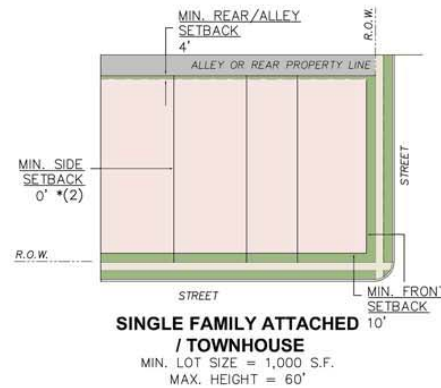 MIN. REAR/ALLEY
SETBACK
4'
R.O.W.
ALLEY OR REAR PROPERTY LINE
MIN. SIDE
SETBACK
0' *(2)
STREET
R.O.W.
STREET
MIN. FRONT
SETBACK
10'
SINGLE FAMILY ATTACHED
/ TOWNHOUSE
MIN. LOT SIZE = 1,000 S.F.
MAX. HEIGHT = 60'